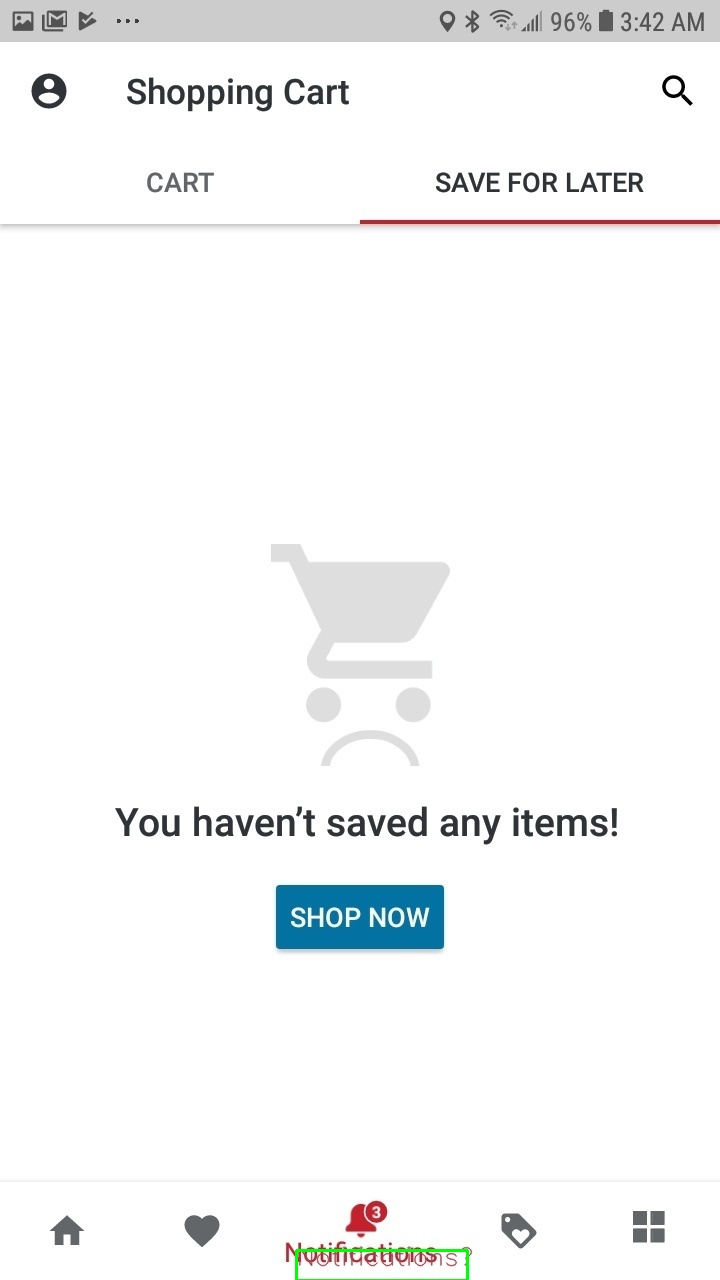 96% 3:42 AM
Shopping Cart
CART
SAVE FOR LATER
You haven’t saved any items!
SHOP NOW
3
Notifications
Notifications?